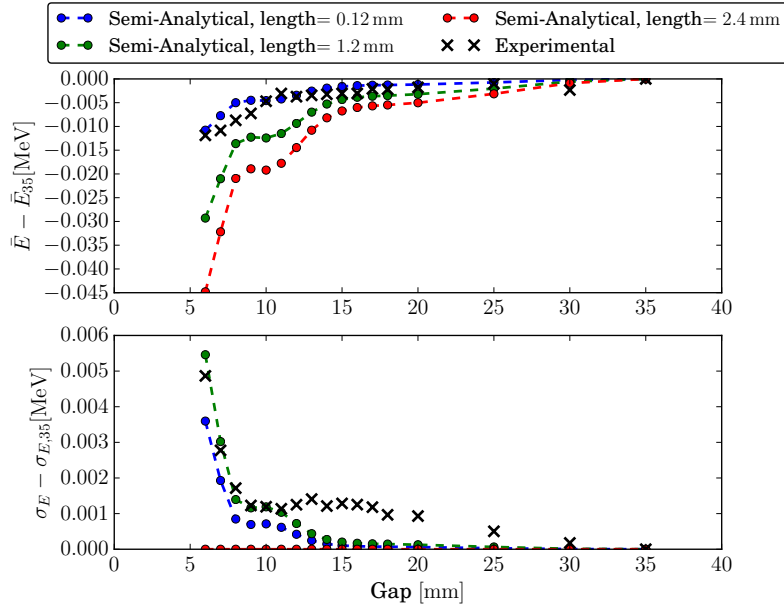 Semi-Analytical, length= 0.12 mm Semi-Analytical, length= 2.4 mm
Semi-Analytical, length= 1.2 mm Experimental
0.000
−0.005
−0.010
−0.015
−0.020
−0.025
−0.030
−0.035
−0.040
−0.045
Ē − Ē₃₅[MeV]
0 5 10 15 20 25 30 35 40
0.006
0.005
0.004
0.003
0.002
0.001
0.000
σ_E − σ_{E,35}[MeV]
0 5 10 15 20 25 30 35 40
Gap [mm]